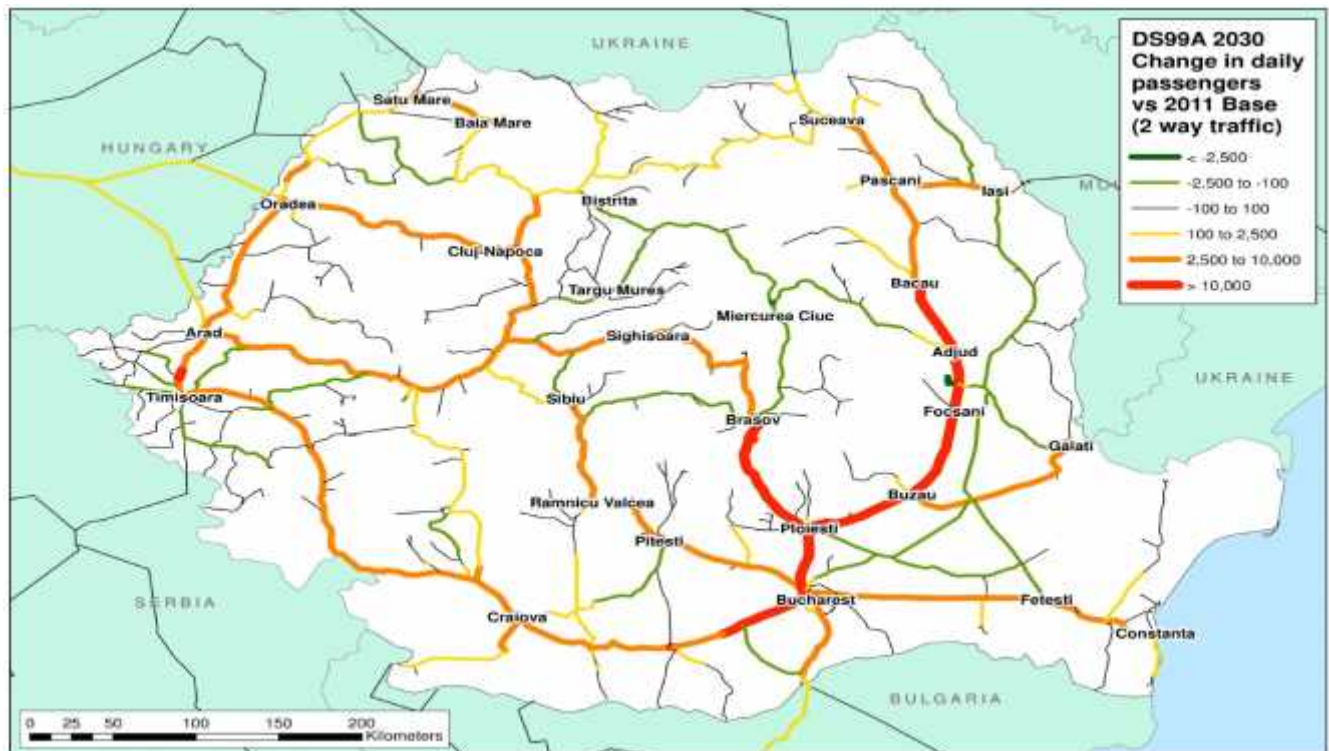 UKRAINE
DS99A 2030
Change in daily
passengers
vs 2011 Base
(2 way traffic)
< -2,500
-2,500 to -100
-100 to 100
100 to 2,500
2,500 to 10,000
> 10,000
Satu Mare
Baia Mare
Suceava
HUNGARY
Pascani
Iasi
Oradea
Bistrita
Cluj-Napoca
Bacau
Targu Mures
Miercurea Ciuc
Arad
Sighisoara
Adjud
UKRAINE
Timisoara
Sibiu
Brasov
Focsani
Galati
Ramnicu Valcea
Buzau
Pitesti
Ploiesti
SERBIA
Bucharest
Fetesti
Craiova
Constanta
BULGARIA
0 25 50 100 150 200
Kilometers